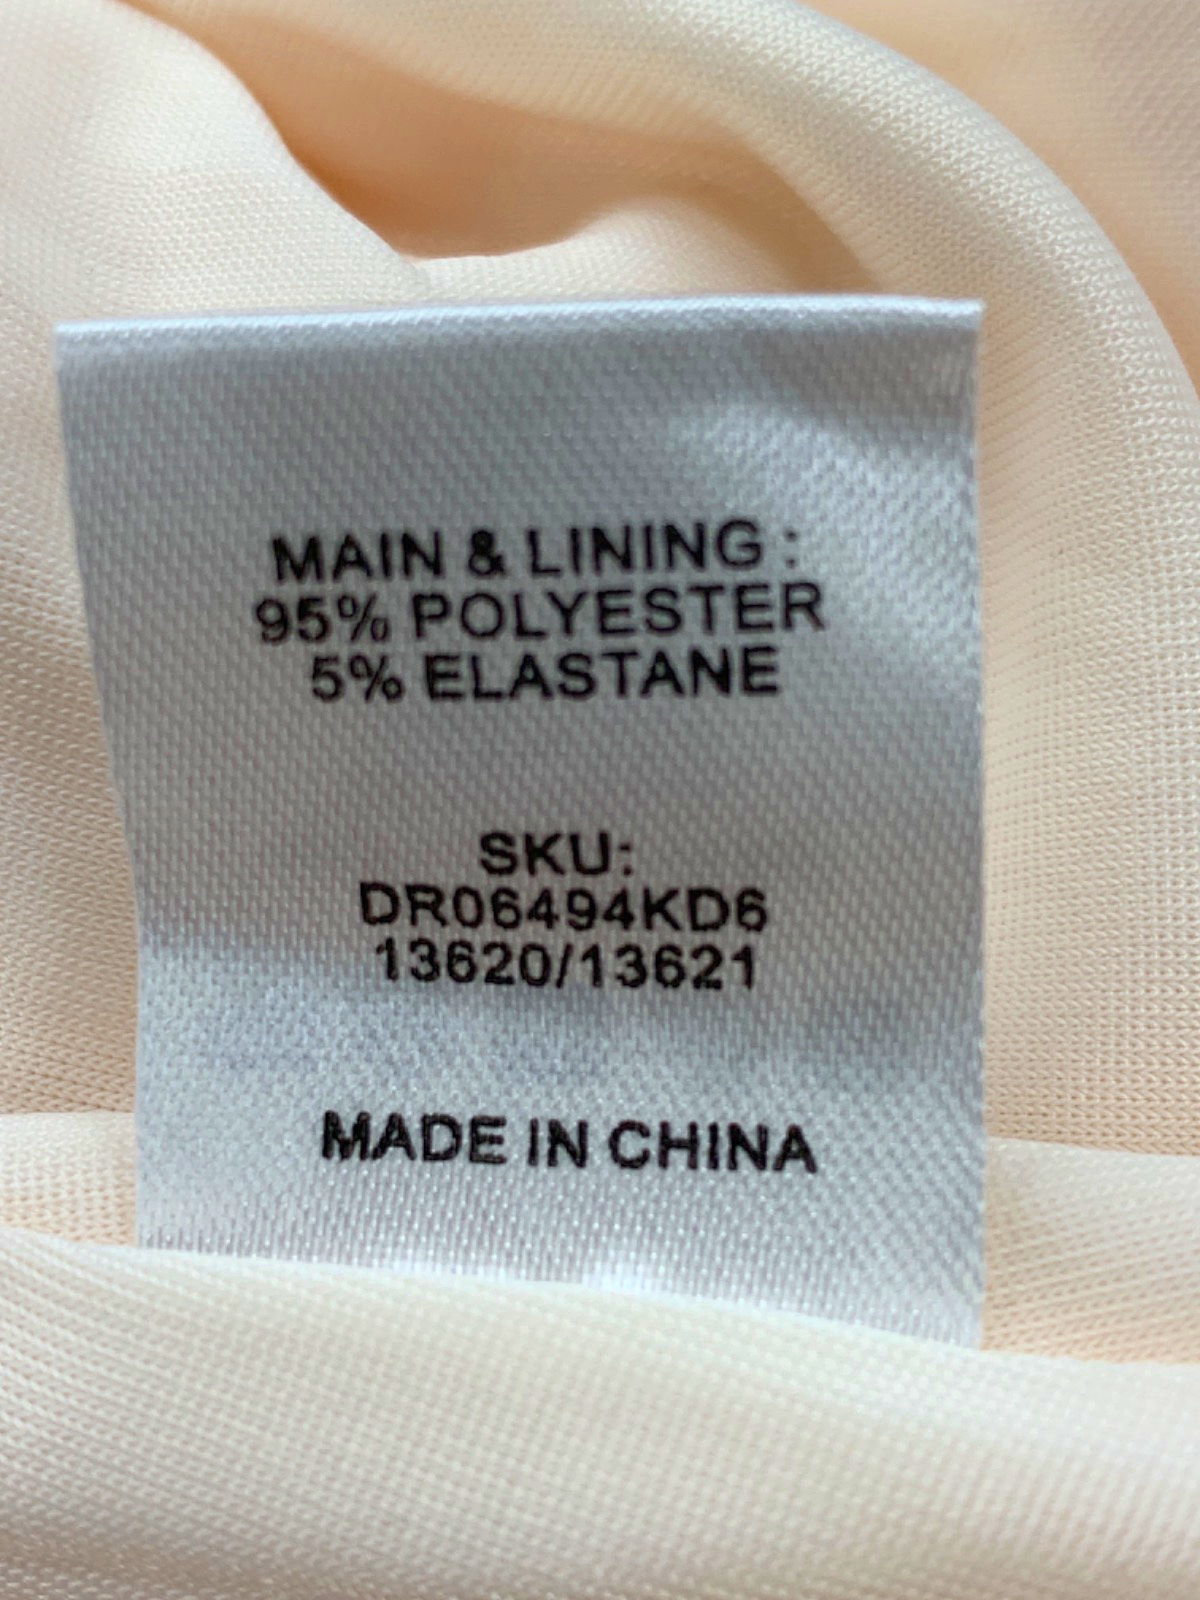 MAIN & LINING :
95% POLYESTER
5% ELASTANE
SKU:
DR06494KD6
13620/13621
MADE IN CHINA